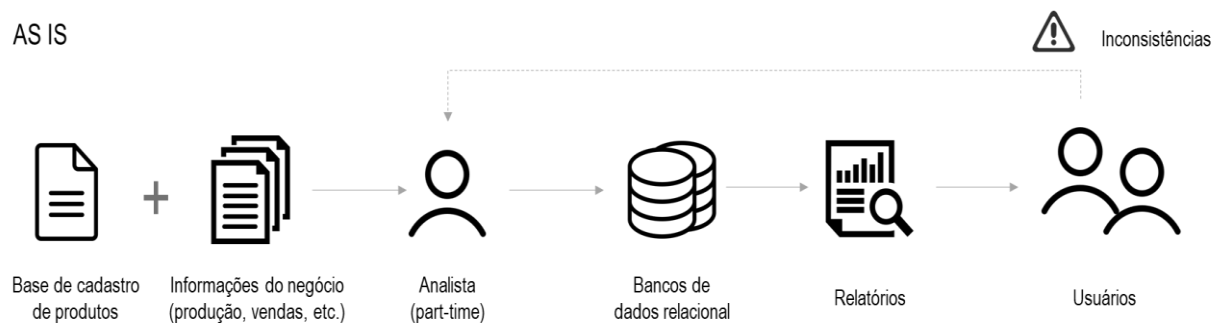 AS IS
Inconsistências
Base de cadastro
de produtos
Informações do negócio
(produção, vendas, etc.)
Analista
(part-time)
Bancos de
dados relacional
Relatórios
Usuários